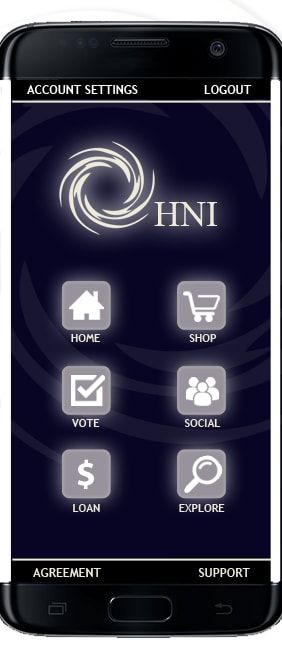 ACCOUNT SETTINGS LOGOUT
HNI
HOME SHOP
VOTE SOCIAL
$
LOAN EXPLORE
AGREEMENT SUPPORT